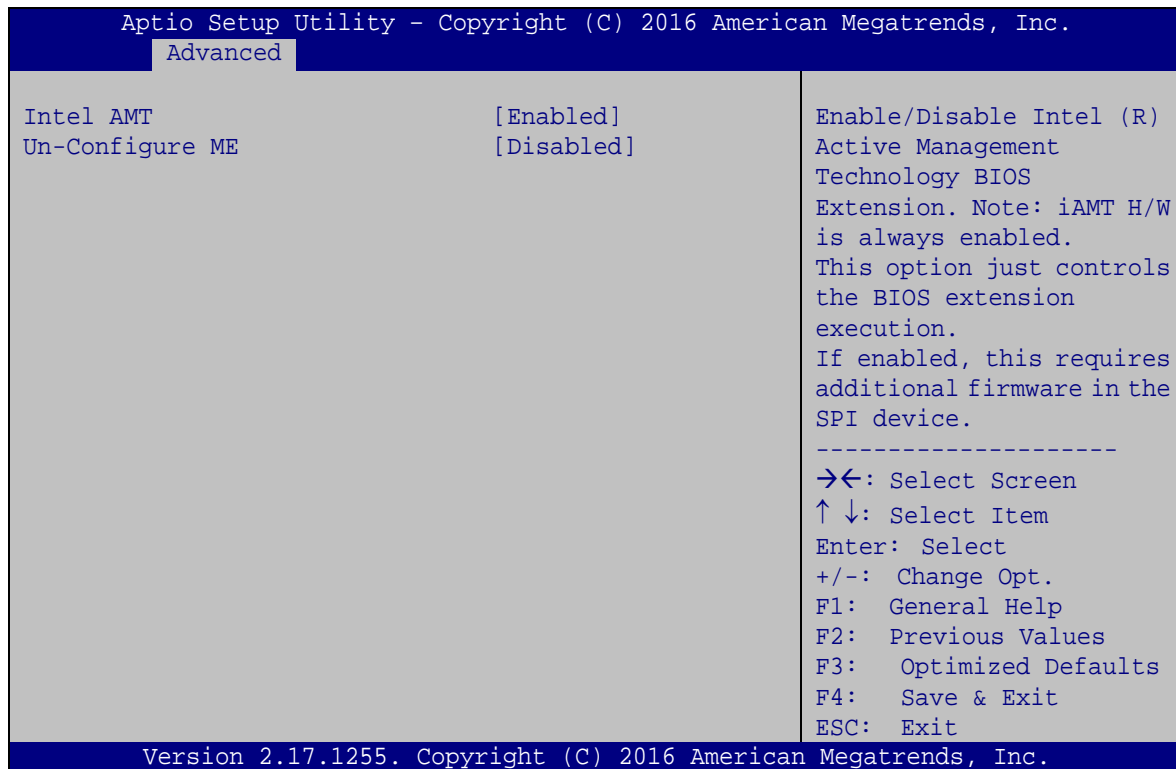 Aptio Setup Utility – Copyright (C) 2016 American Megatrends, Inc.
Advanced
Intel AMT [Enabled]
Un-Configure ME [Disabled]
Enable/Disable Intel (R)
Active Management
Technology BIOS
Extension. Note: iAMT H/W
is always enabled.
This option just controls
the BIOS extension
execution.
If enabled, this requires
additional firmware in the
SPI device.
---------------------
→←: Select Screen
↑ ↓: Select Item
Enter: Select
+/-: Change Opt.
F1: General Help
F2: Previous Values
F3: Optimized Defaults
F4: Save & Exit
ESC: Exit
Version 2.17.1255. Copyright (C) 2016 American Megatrends, Inc.